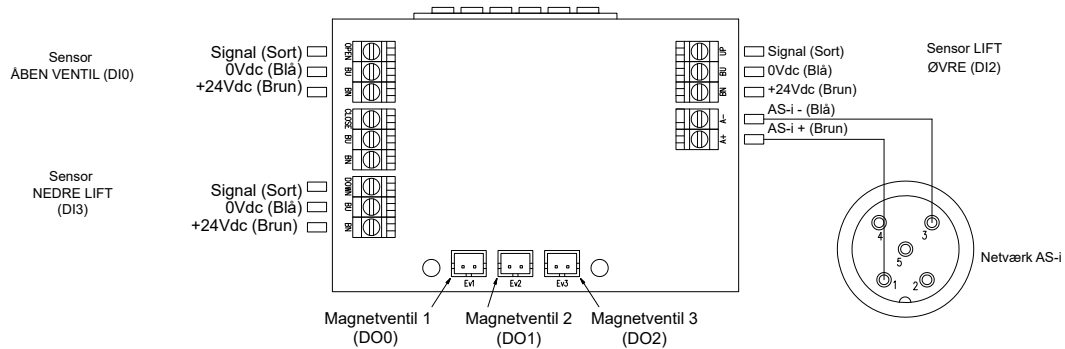 Sensor
ÅBEN VENTIL (DI0)
Signal (Sort)
0Vdc (Blå)
+24Vdc (Brun)
OPEN
BU
BN
CLOSE
BU
BN
Sensor
NEDRE LIFT
(DI3)
Signal (Sort)
0Vdc (Blå)
+24Vdc (Brun)
DOWN
BU
BN
UP
BU
BN
A-
A+
Signal (Sort)
0Vdc (Blå)
+24Vdc (Brun)
AS-i - (Blå)
AS-i + (Brun)
Sensor LIFT
ØVRE (DI2)
4
3
5
1
2
Netværk AS-i
Ev1
Ev2
Ev3
Magnetventil 1
(DO0)
Magnetventil 2
(DO1)
Magnetventil 3
(DO2)